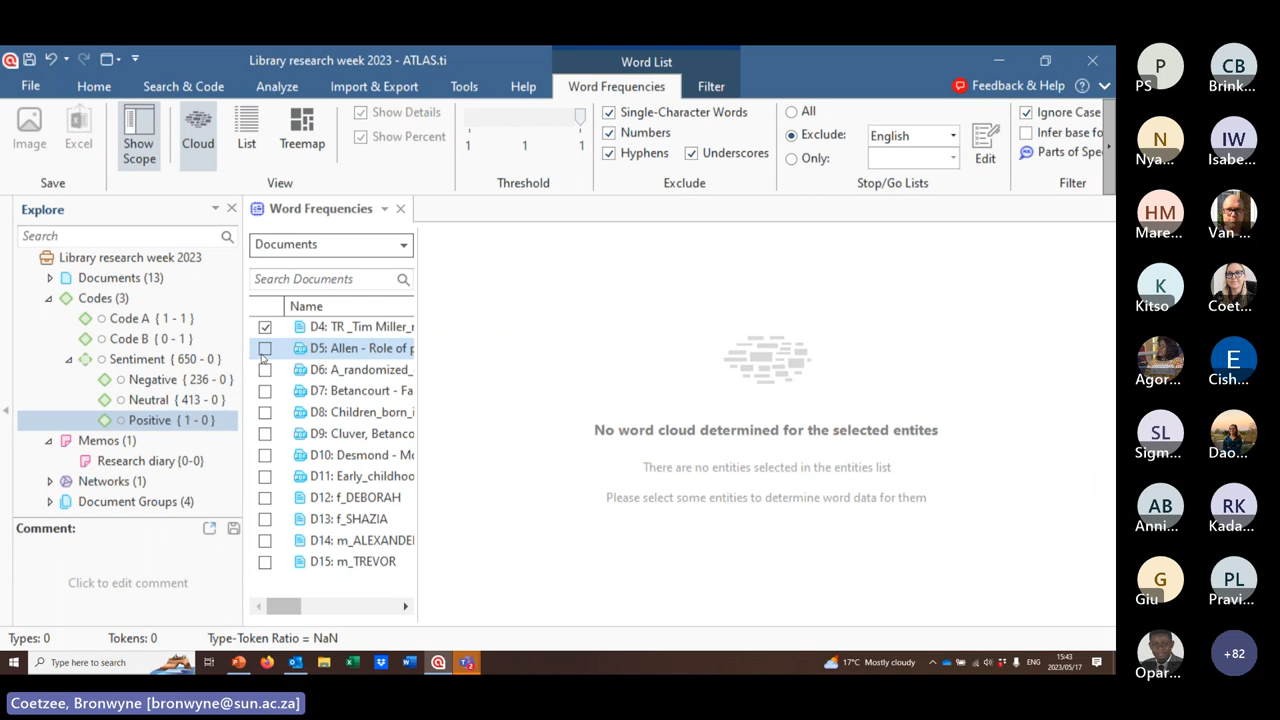 Library research week 2023 - ATLAS.ti
Word List
File
Home
Search & Code
Analyze
Import & Export
Tools
Help
Word Frequencies
Filter
Feedback & Help
Image
Excel
Show Scope
Cloud
List
Treemap
Show Details
Show Percent
1 1 1
Single-Character Words
Numbers
Hyphens
Underscores
All
Exclude:
English
Only:
Edit
Ignore Case
Infer base fo
Parts of Spe
Save
View
Threshold
Exclude
Stop/Go Lists
Filter
Explore
Search
Library research week 2023
Documents (13)
Codes (3)
Code A { 1 - 1 }
Code B { 0 - 1 }
Sentiment { 650 - 0 }
Negative { 236 - 0 }
Neutral { 413 - 0 }
Positive { 1 - 0 }
Memos (1)
Research diary {0-0}
Networks (1)
Document Groups (4)
Comment:
Click to edit comment
Word Frequencies
Documents
Search Documents
Name
D4: TR _Tim Miller_r
D5: Allen - Role of p
D6: A_randomized_
D7: Betancourt - Fa
D8: Children_born_i
D9: Cluver, Betanco
D10: Desmond - Mo
D11: Early_childhoo
D12: f_DEBORAH
D13: f_SHAZIA
D14: m_ALEXANDE
D15: m_TREVOR
No word cloud determined for the selected entites
There are no entities selected in the entities list
Please select some entities to determine word data for them
Types: 0
Tokens: 0
Type-Token Ratio = NaN
Type here to search
17°C Mostly cloudy
ENG
15:43
2023/05/17
Coetzee, Bronwyne [bronwyne@sun.ac.za]
P
PS
CB
Brink...
N
Nya...
IW
Isabe...
HM
Mare...
Van ...
K
Kitso
Coet...
Agor...
E
Cish...
SL
Sigm...
Dao...
AB
Anni...
RK
Kada...
G
Giu
PL
Pravi...
Opar...
+82